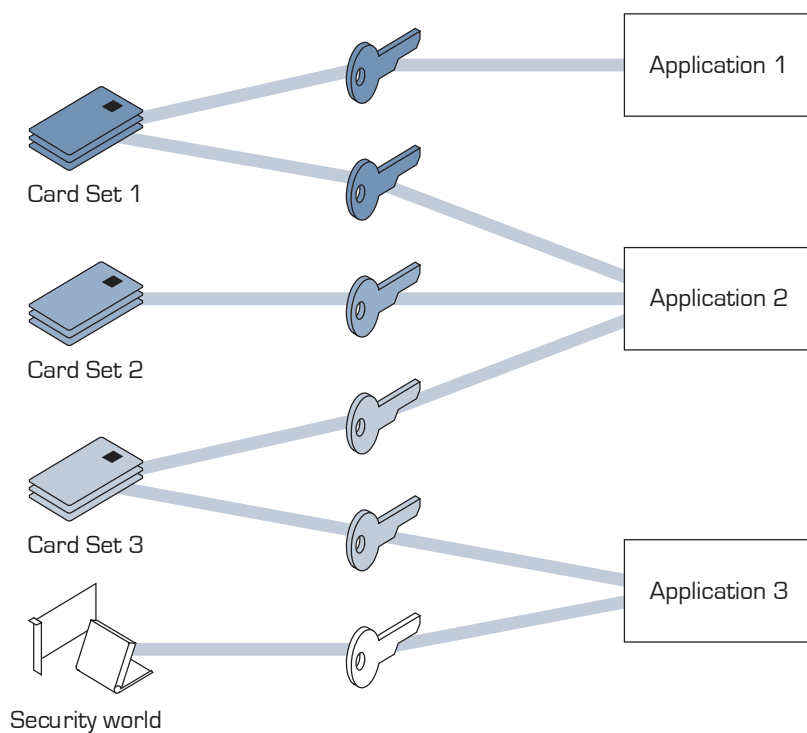 Application 1
Card Set 1
Application 2
Card Set 2
Card Set 3
Application 3
Security world